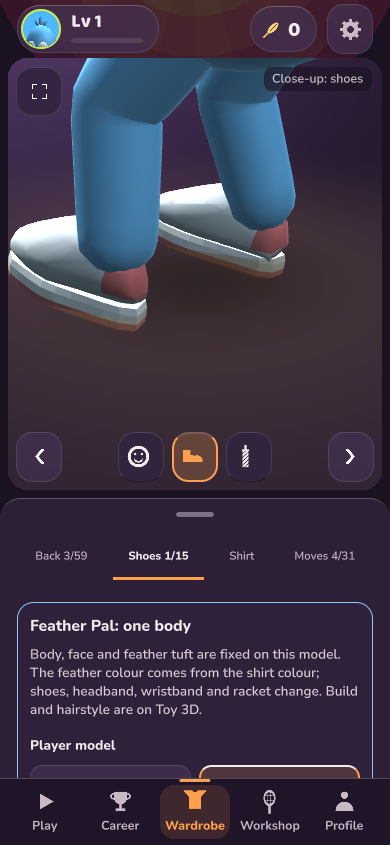 Lv 1
0
Close-up: shoes
Back 3/59
Shoes 1/15
Shirt
Moves 4/31
Feather Pal: one body
Body, face and feather tuft are fixed on this model.
The feather colour comes from the shirt colour;
shoes, headband, wristband and racket change. Build
and hairstyle are on Toy 3D.
Player model
Play
Career
Wardrobe
Workshop
Profile